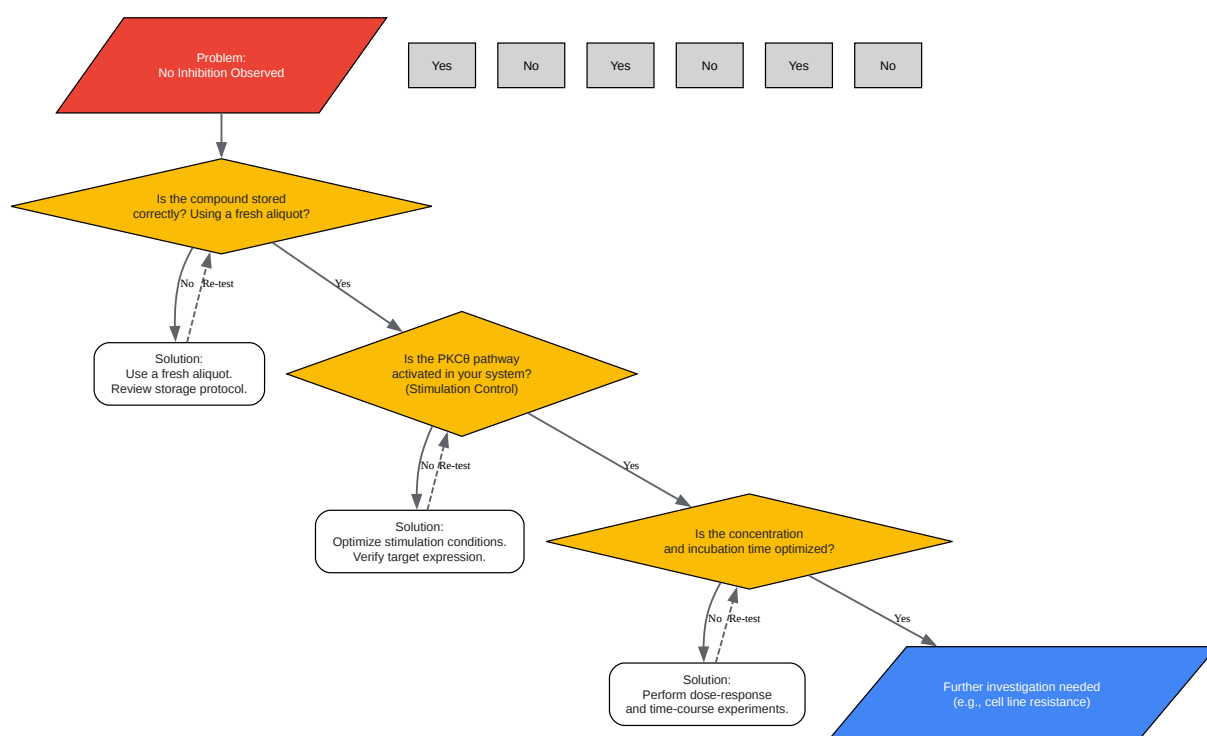 Problem:
No Inhibition Observed
Yes
No
Yes
No
Yes
No
Is the compound stored
correctly? Using a fresh aliquot?
No
Re-test
Yes
Solution:
Use a fresh aliquot.
Review storage protocol.
Is the PKCθ pathway
activated in your system?
(Stimulation Control)
No
Re-test
Yes
Solution:
Optimize stimulation conditions.
Verify target expression.
Is the concentration
and incubation time optimized?
No
Re-test
Yes
Solution:
Perform dose-response
and time-course experiments.
Further investigation needed
(e.g., cell line resistance)